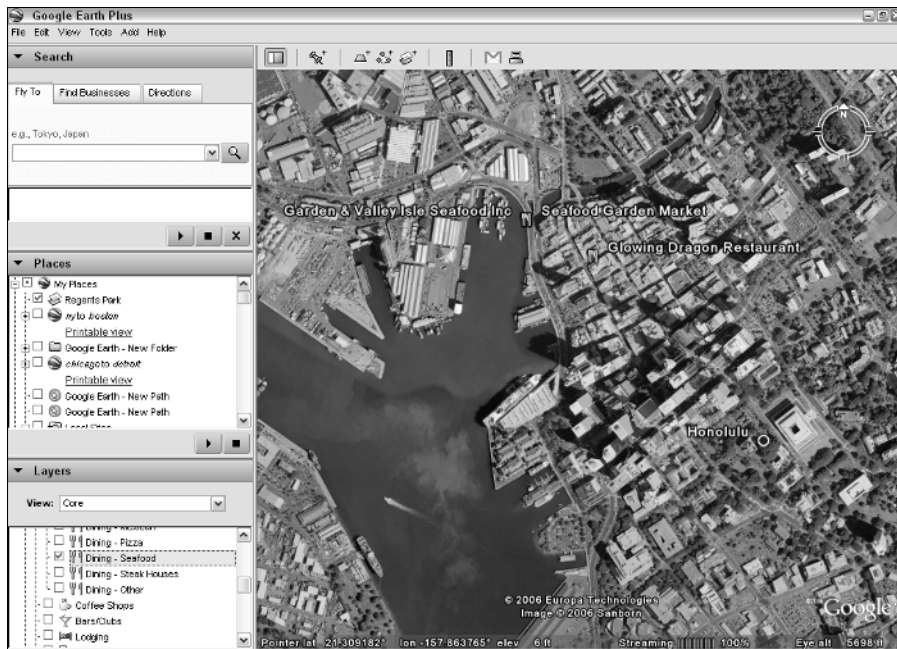 Google Earth Plus
File Edit View Tools Add Help
Search
Fly To Find Businesses Directions
e.g., Tokyo, Japan
Places
My Places
Regents Park
ny to boston
Printable view
Google Earth - New Folder
chicago to detroit
Printable view
Google Earth - New Path
Google Earth - New Path
Layers
View: Core
Dining - Pizza
Dining - Seafood
Dining - Steak Houses
Dining - Other
Coffee Shops
Bars/Clubs
Lodging
N
Garden & Valley Isle Seafood Inc
Seafood Garden Market
Glowing Dragon Restaurant
Honolulu
© 2006 Europa Technologies
Image © 2006 Sanborn
Google
Pointer lat 21.309182° lon -157.863765° elev 6 ft Streaming 100% Eye alt 5698 ft